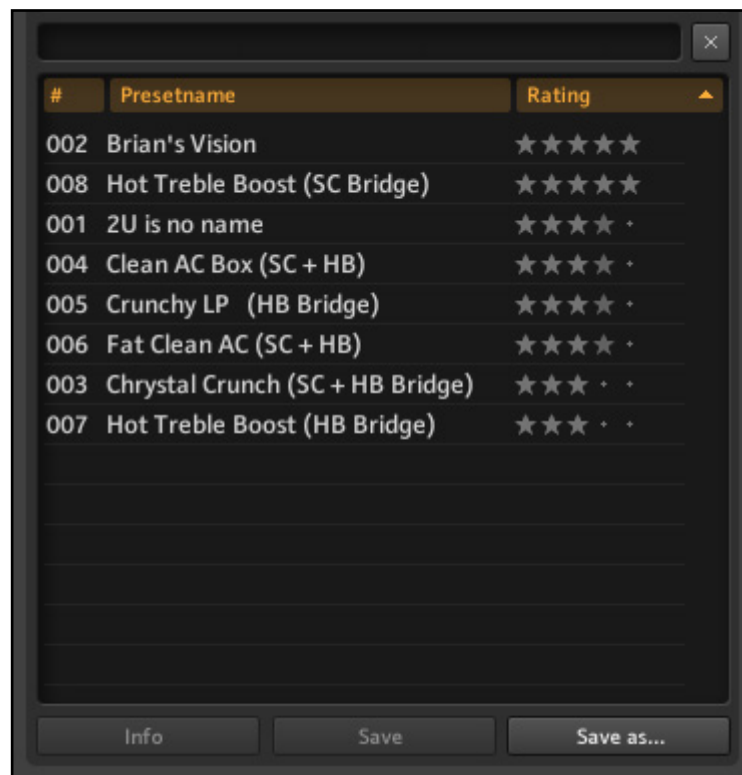 # Presetname Rating
002 Brian's Vision
008 Hot Treble Boost (SC Bridge)
001 2U is no name
004 Clean AC Box (SC + HB)
005 Crunchy LP (HB Bridge)
006 Fat Clean AC (SC + HB)
003 Chrystal Crunch (SC + HB Bridge)
007 Hot Treble Boost (HB Bridge)
Info Save Save as...